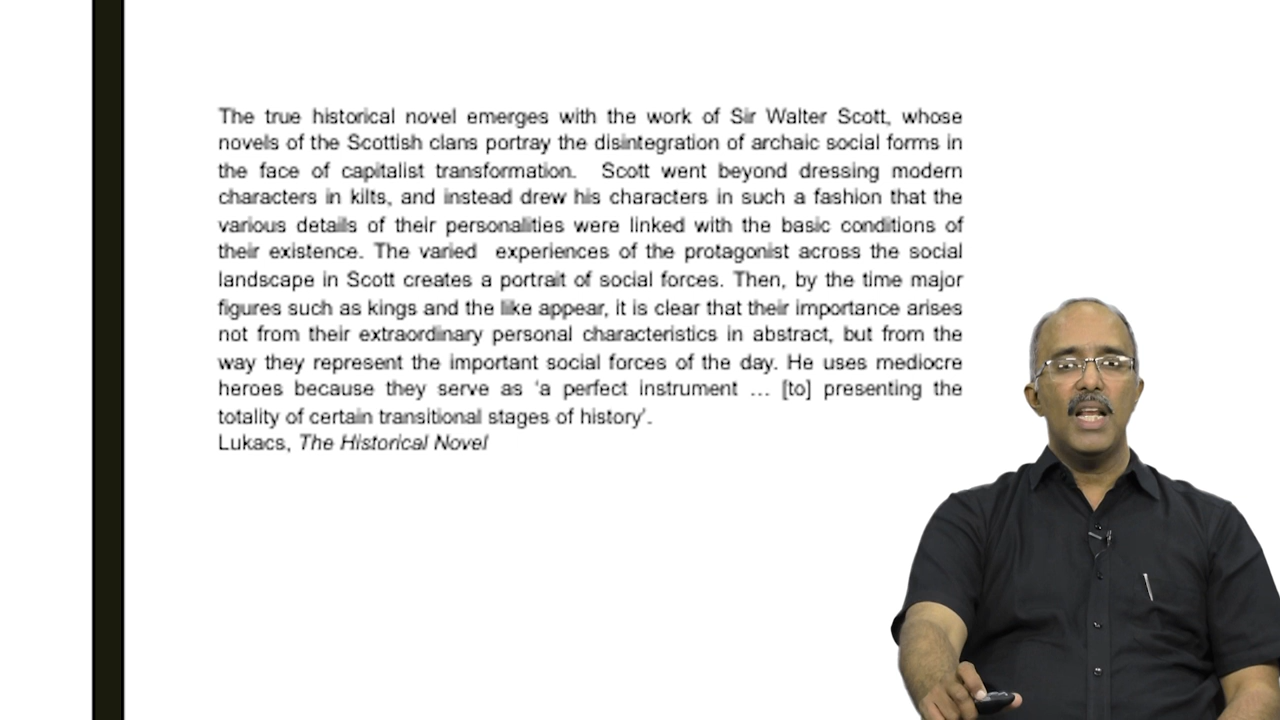 The true historical novel emerges with the work of Sir Walter Scott, whose
novels of the Scottish clans portray the disintegration of archaic social forms in
the face of capitalist transformation. Scott went beyond dressing modern
characters in kilts, and instead drew his characters in such a fashion that the
various details of their personalities were linked with the basic conditions of
their existence. The varied experiences of the protagonist across the social
landscape in Scott creates a portrait of social forces. Then, by the time major
figures such as kings and the like appear, it is clear that their importance arises
not from their extraordinary personal characteristics in abstract, but from the
way they represent the important social forces of the day. He uses mediocre
heroes because they serve as ‘a perfect instrument … [to] presenting the
totality of certain transitional stages of history’.
Lukacs, The Historical Novel